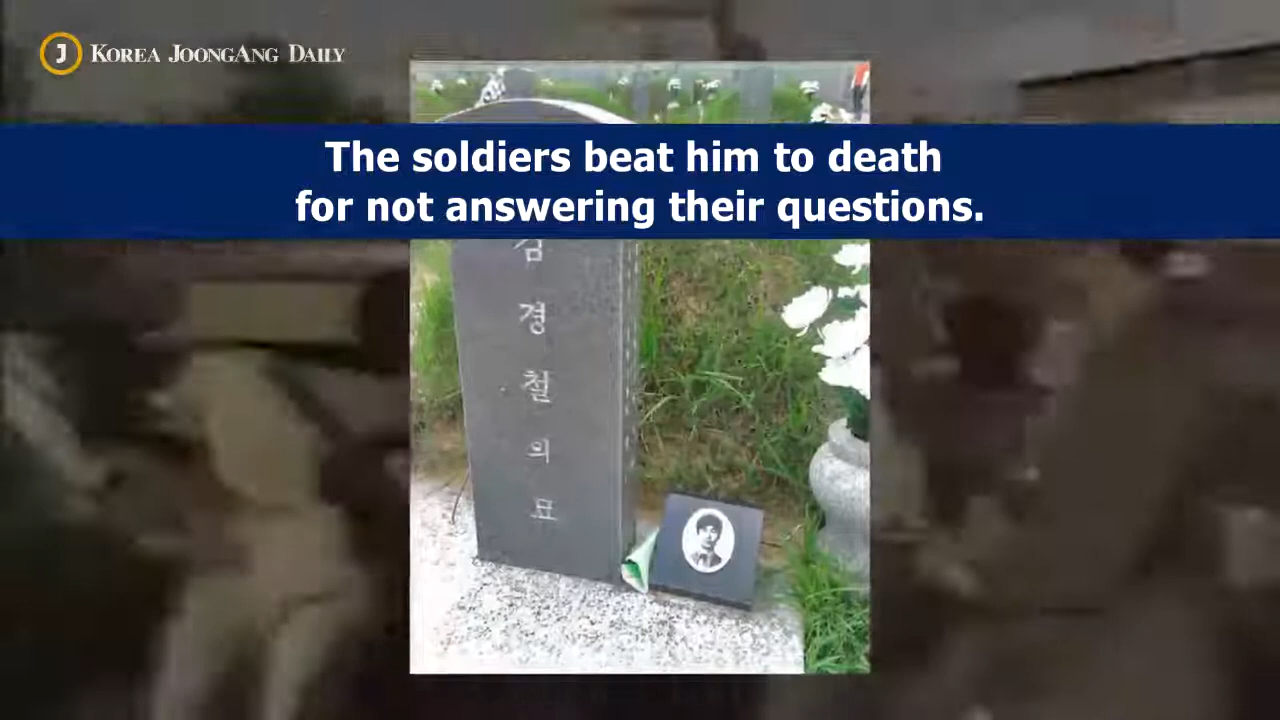 J KOREA JOONGANG DAILY
The soldiers beat him to death
for not answering their questions.
김
경
철
의
묘